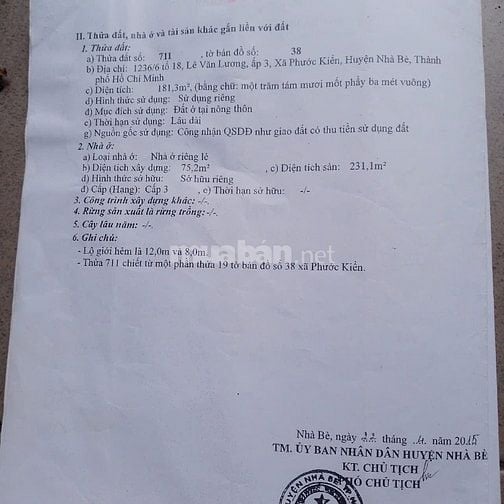 II. Thửa đất, nhà ở và tài sản khác gắn liền với đất
1. Thửa đất:
a) Thửa đất số: 711 , tờ bản đồ số: 38
b) Địa chỉ: 1236/6 tổ 18, Lê Văn Lương, ấp 3, Xã Phước Kiển, Huyện Nhà Bè, Thành
phố Hồ Chí Minh
c) Diện tích: 181,3m², (bằng chữ: một trăm tám mươi mốt phẩy ba mét vuông)
d) Hình thức sử dụng: Sử dụng riêng
đ) Mục đích sử dụng: Đất ở tại nông thôn
e) Thời hạn sử dụng: Lâu dài
g) Nguồn gốc sử dụng: Công nhận QSDĐ như giao đất có thu tiền sử dụng đất
2. Nhà ở:
a) Loại nhà ở: Nhà ở riêng lẻ
b) Diện tích xây dựng: 75,2m² , c) Diện tích sàn: 231,1m²
d) Hình thức sở hữu: Sở hữu riêng
đ) Cấp (Hạng): Cấp 3 , e) Thời hạn sở hữu: -/-
3. Công trình xây dựng khác: -/-.
4. Rừng sản xuất là rừng trồng: -/-.
5. Cây lâu năm: -/-.
6. Ghi chú:
- Lộ giới hẻm là 12,0m và 8,0m.
- Thửa 711 chiết từ một phần thửa 19 tờ bản đồ số 38 xã Phước Kiển.
muaban.net
Nhà Bè, ngày 22 tháng năm 2015
TM. ỦY BAN NHÂN DÂN HUYỆN NHÀ BÈ
KT. CHỦ TỊCH
PHÓ CHỦ TỊCH
HUYỆN NHÀ BÈ